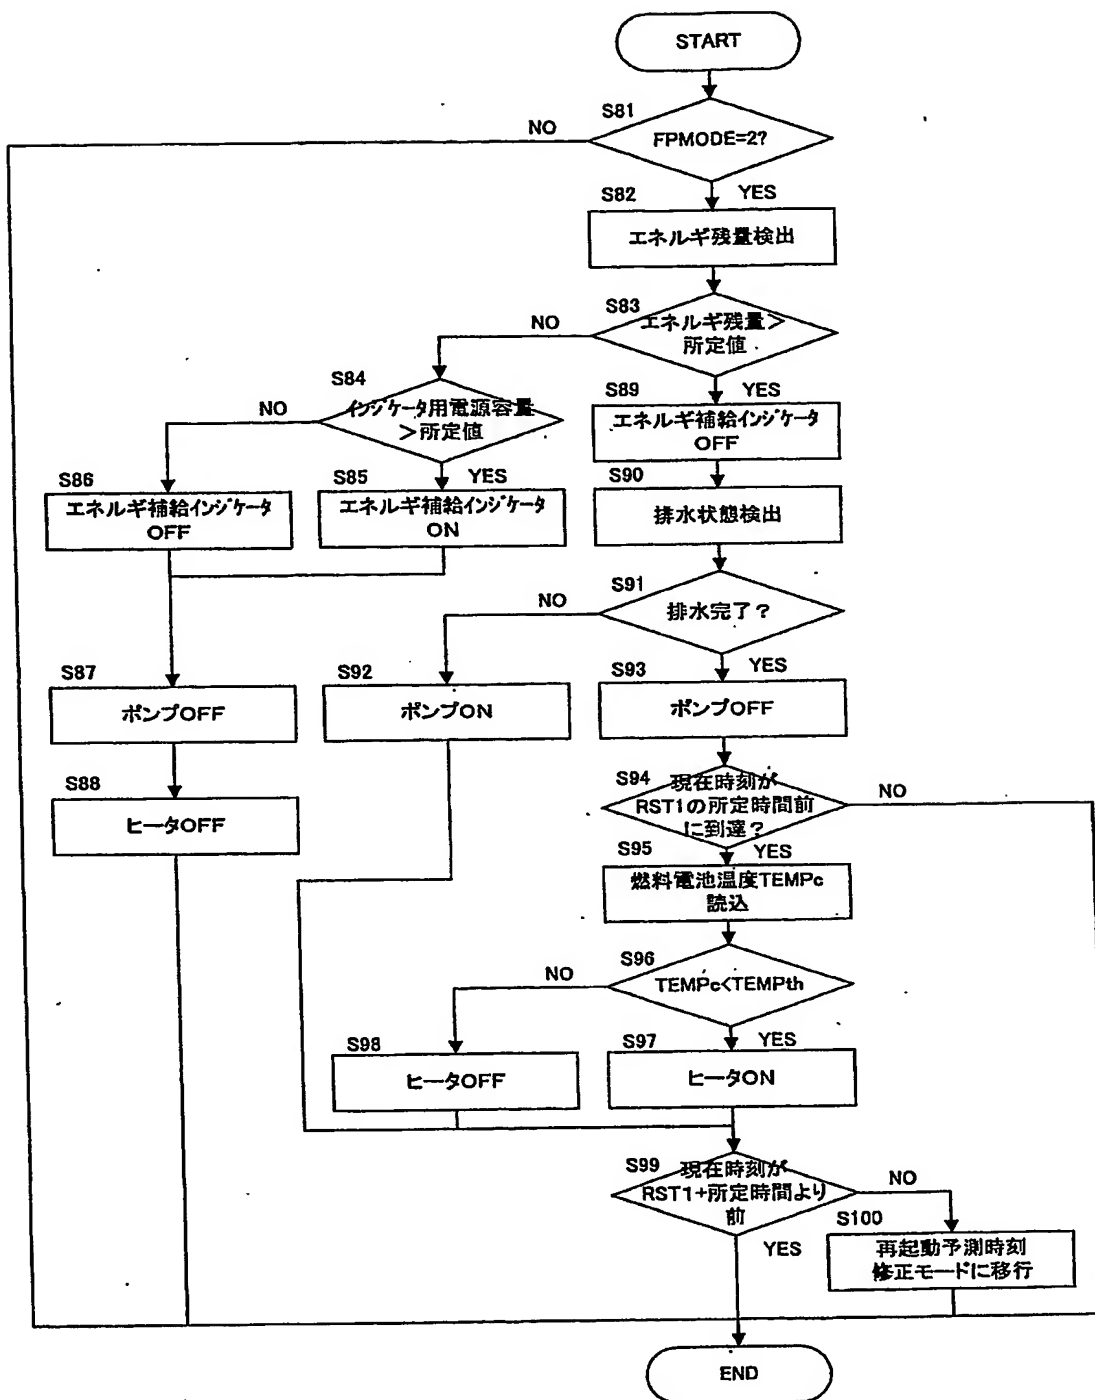 START
S81
NO
FPMODE=2?
S82
YES
エネルギ残量検出
S83
NO
エネルギ残量>
所定値
S84
NO
インジケータ用電源容量
>所定値
S89
YES
エネルギ補給インジケータ
OFF
S86
エネルギ補給インジケータ
OFF
S85
YES
エネルギ補給インジケータ
ON
S90
排水状態検出
S91
NO
排水完了?
S87
ポンプOFF
S92
ポンプON
S93
YES
ポンプOFF
S88
ヒータOFF
S94
現在時刻が
RST1の所定時間前
に到達?
NO
S95
YES
燃料電池温度TEMPc
読込
S96
NO
TEMPc<TEMPth
S98
ヒータOFF
S97
YES
ヒータON
S99
現在時刻が
RST1+所定時間より
前
NO
YES
S100
再起動予測時刻
修正モードに移行
END